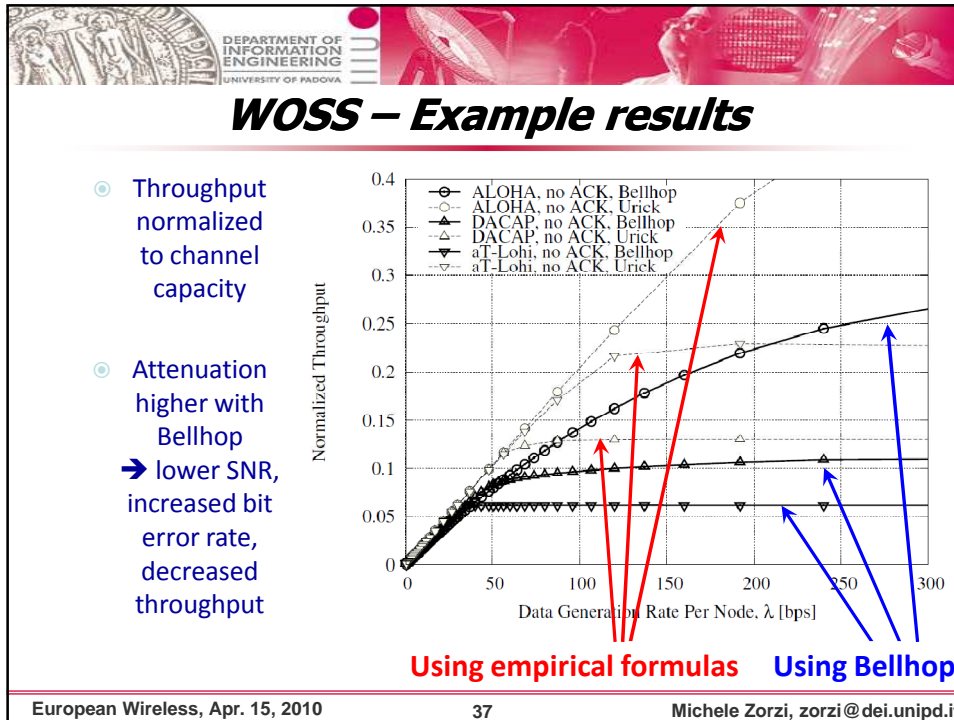 DEPARTMENT OF
INFORMATION
ENGINEERING
UNIVERSITY OF PADOVA
WOSS – Example results
Throughput
normalized
to channel
capacity
Attenuation
higher with
Bellhop
➔ lower SNR,
increased bit
error rate,
decreased
throughput
0.4
0.35
0.3
0.25
0.2
0.15
0.1
0.05
0
Normalized Throughput
ALOHA, no ACK, Bellhop
ALOHA, no ACK, Urick
DACAP, no ACK, Bellhop
DACAP, no ACK, Urick
aT-Lohi, no ACK, Bellhop
aT-Lohi, no ACK, Urick
0 50 100 150 200 250 300
Data Generation Rate Per Node, λ [bps]
Using empirical formulas Using Bellhop
European Wireless, Apr. 15, 2010 37 Michele Zorzi, zorzi@dei.unipd.it